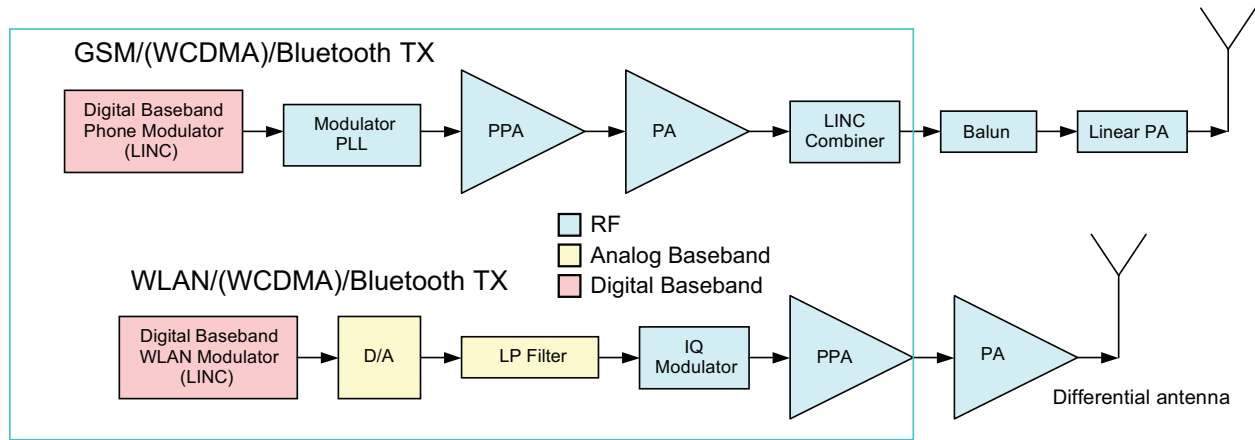 GSM/(WCDMA)/Bluetooth TX
Digital Baseband
Phone Modulator
(LINC)
Modulator
PLL
PPA
PA
LINC
Combiner
Balun
Linear PA
RF
Analog Baseband
Digital Baseband
WLAN/(WCDMA)/Bluetooth TX
Digital Baseband
WLAN Modulator
(LINC)
D/A
LP Filter
IQ
Modulator
PPA
PA
Differential antenna